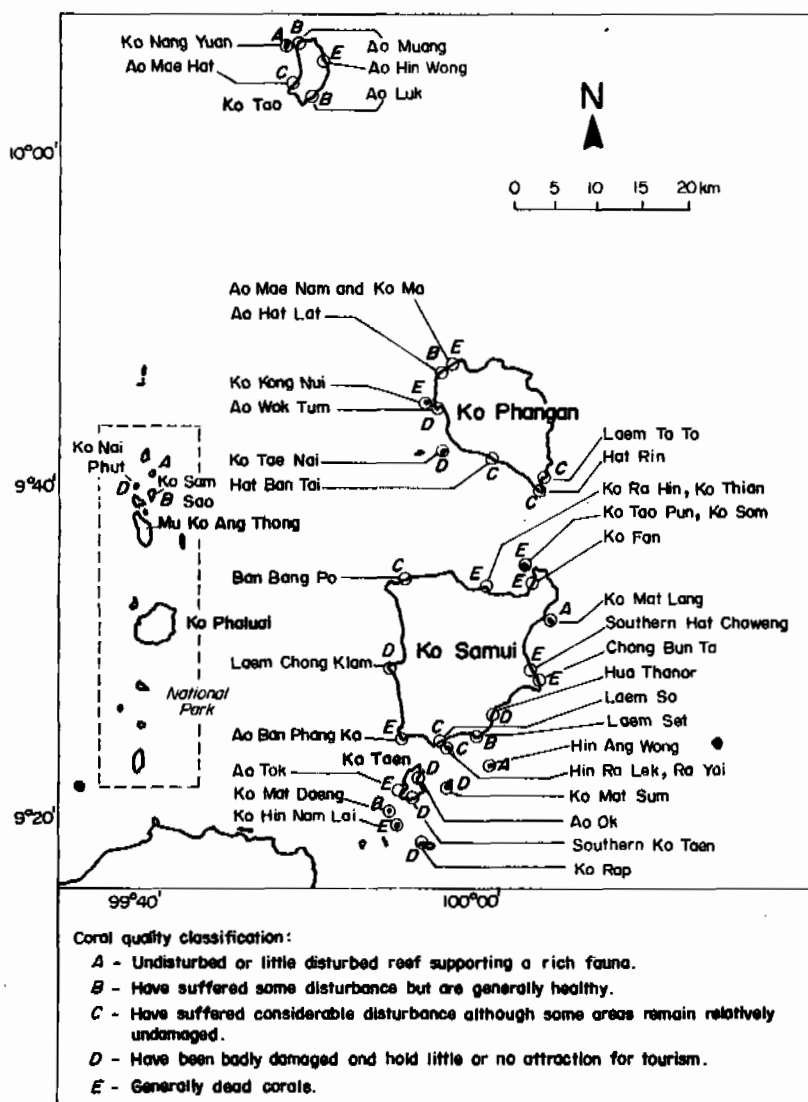 Ko Nang Yuan
A
B
Ao Muang
E
Ao Hin Wong
Ao Mae Hat
C
B
Ao Luk
Ko Tao
N
10°00'
0 5 10 15 20 km
Ao Mae Nam and Ko Ma
Ao Hat Lat
B
E
Ko Kong Nui
E
Ao Wok Tum
D
Ko Phangan
Ko Tae Nai
D
Hat Ban Tai
C
Laem Ta To
C
Hat Rin
C
Ko Nai
Phut
A
D
Ko Sam
B
Sao
Mu Ko Ang Thong
9°40'
Ko Ra Hin, Ko Thian
Ko Tao Pun, Ko Som
E
E
E
Ko Fan
Ban Bang Po
C
A
Ko Mat Lang
Ko Phaluai
Ko Samui
Southern Hat Chaweng
E
Laem Chong Klam
D
Chong Bun Ta
E
Hua Thanor
D
National
Park
Laem So
Ao Ban Phang Ka
E
C
B
Laem Set
C
A
Hin Ang Wong
Ko Taen
D
Hin Ra Lek, Ra Yai
Ao Tok
E
D
Ko Mat Sum
Ko Mat Daeng
B
D
Ao Ok
9°20'
Ko Hin Nam Lai
E
Southern Ko Taen
D
Ko Rap
99°40'
100°00'
Coral quality classification:
A - Undisturbed or little disturbed reef supporting a rich fauna.
B - Have suffered some disturbance but are generally healthy.
C - Have suffered considerable disturbance although some areas remain relatively
undamaged.
D - Have been badly damaged and hold little or no attraction for tourism.
E - Generally dead corals.